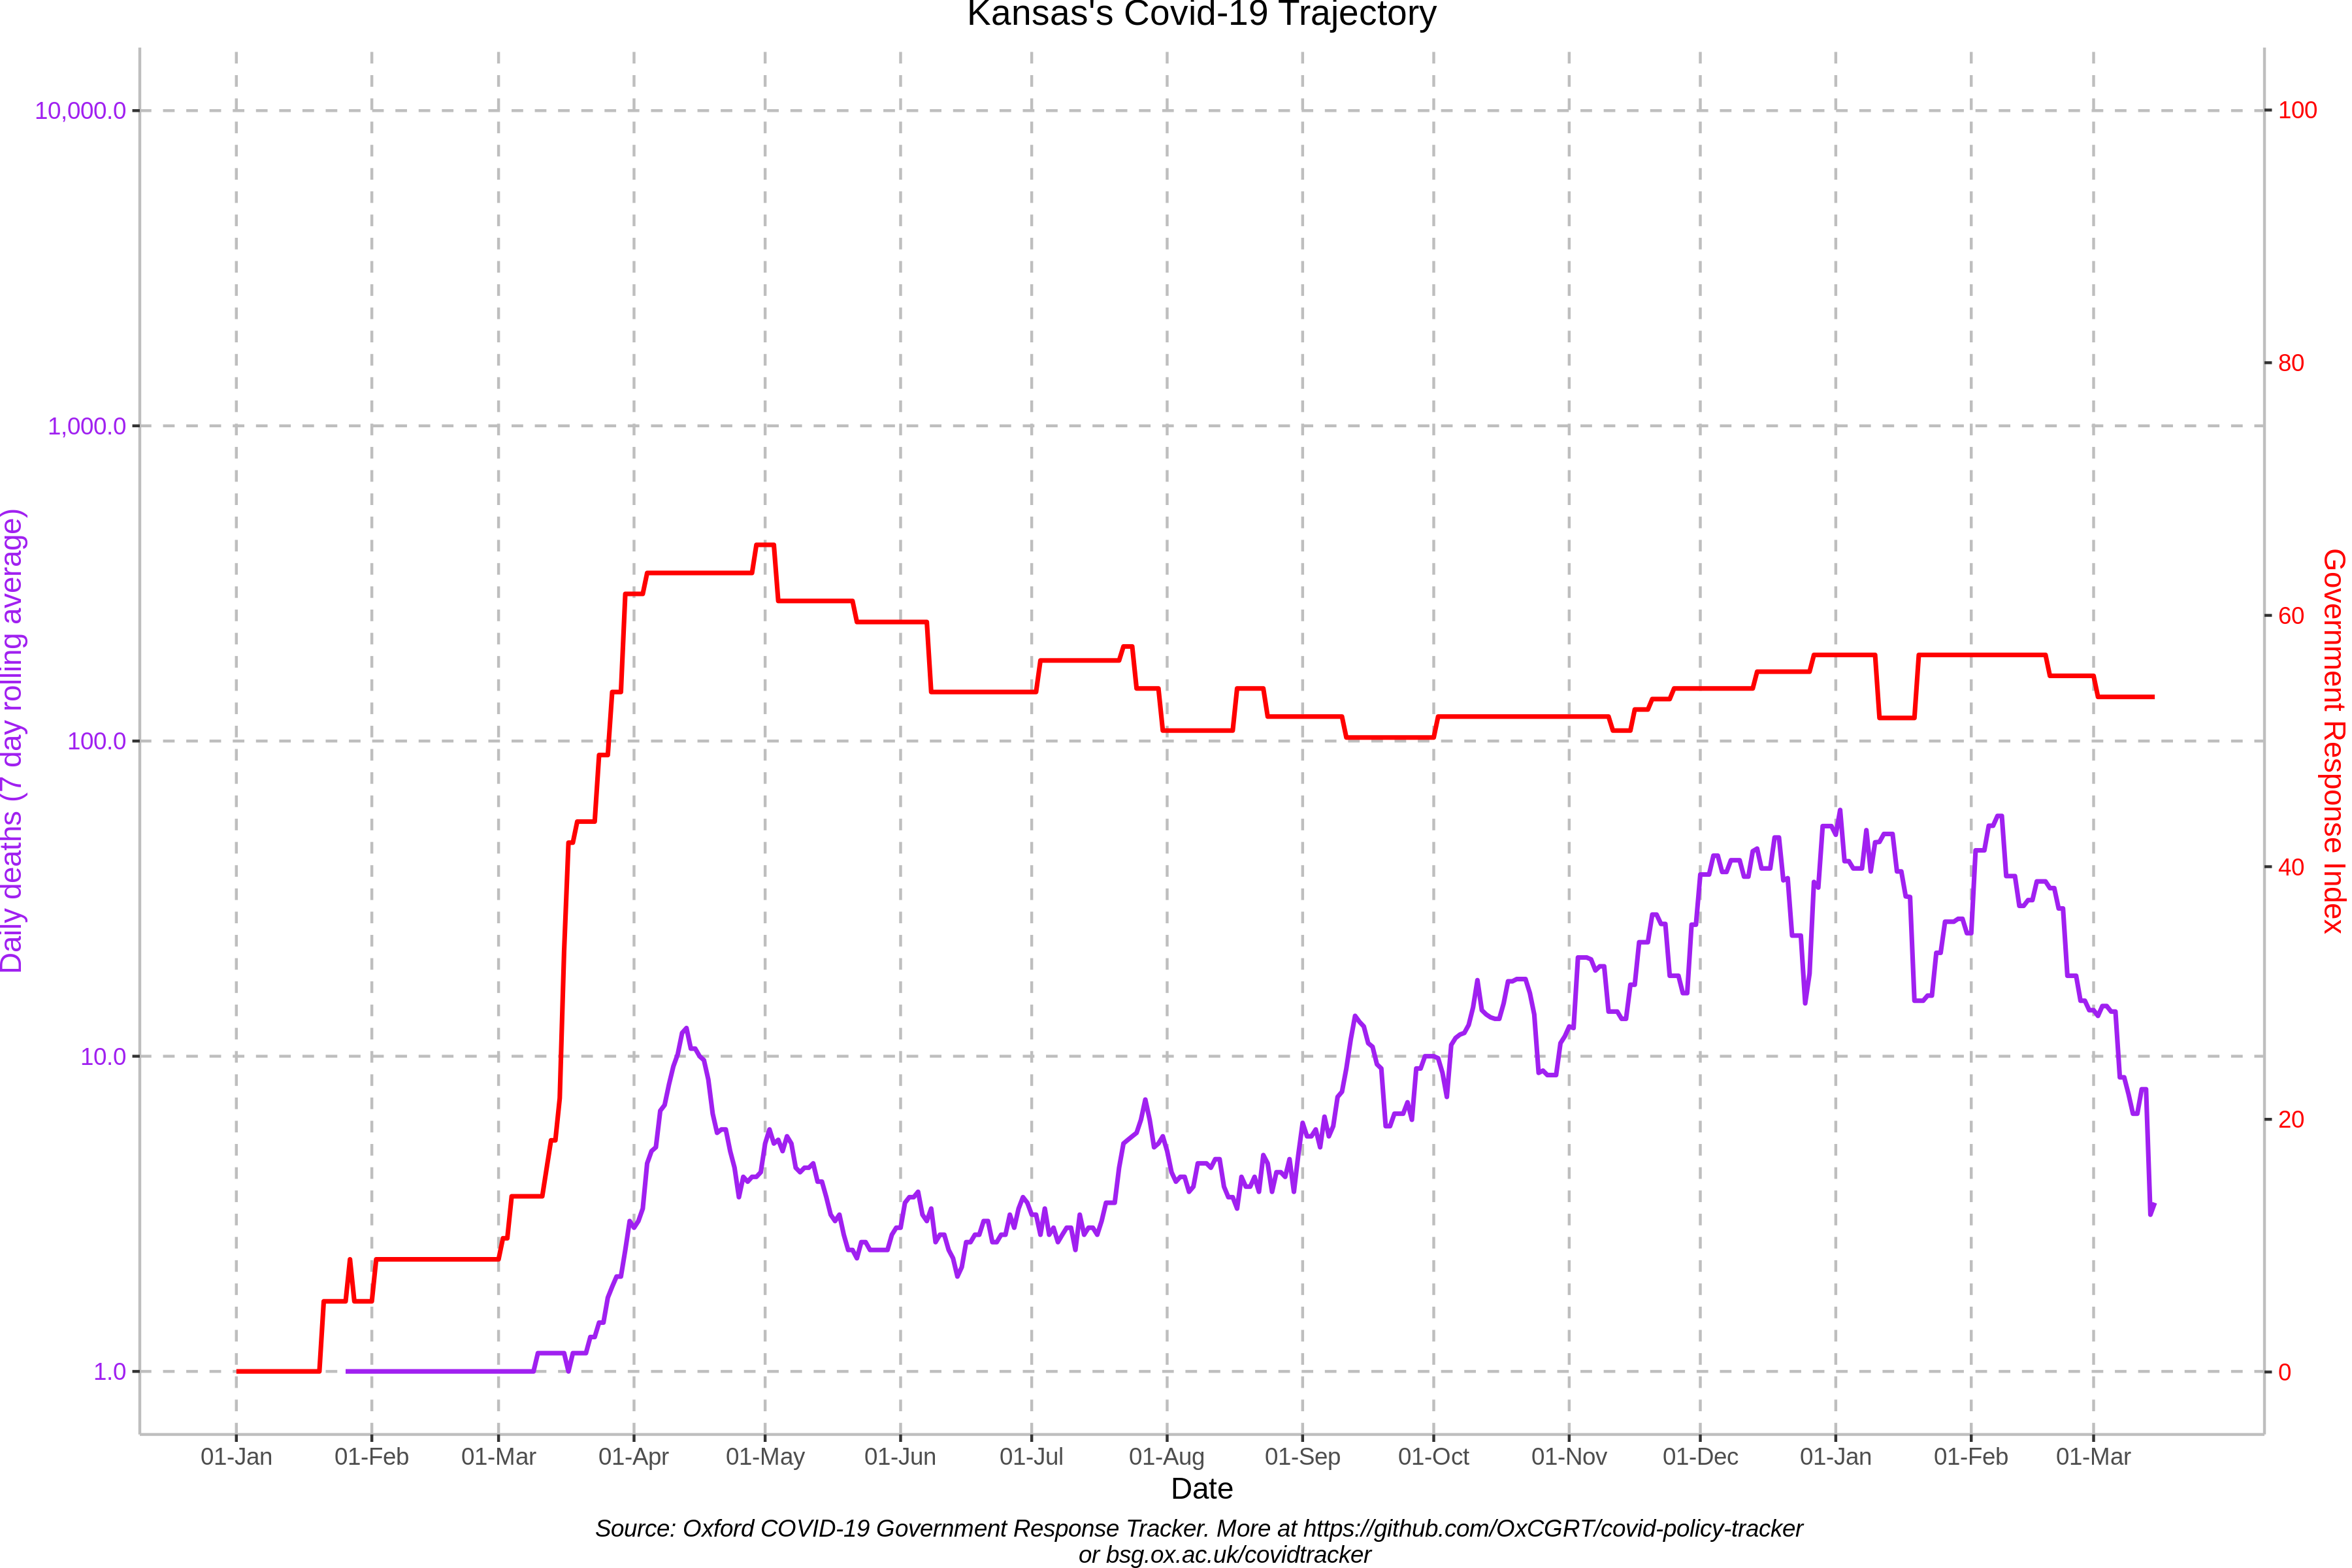 Kansas's Covid-19 Trajectory
10,000.0
1,000.0
100.0
10.0
1.0
Daily deaths (7 day rolling average)
100
80
60
40
20
0
Government Response Index
01-Jan 01-Feb 01-Mar 01-Apr 01-May 01-Jun 01-Jul 01-Aug 01-Sep 01-Oct 01-Nov 01-Dec 01-Jan 01-Feb 01-Mar
Date
Source: Oxford COVID-19 Government Response Tracker. More at https://github.com/OxCGRT/covid-policy-tracker
or bsg.ox.ac.uk/covidtracker